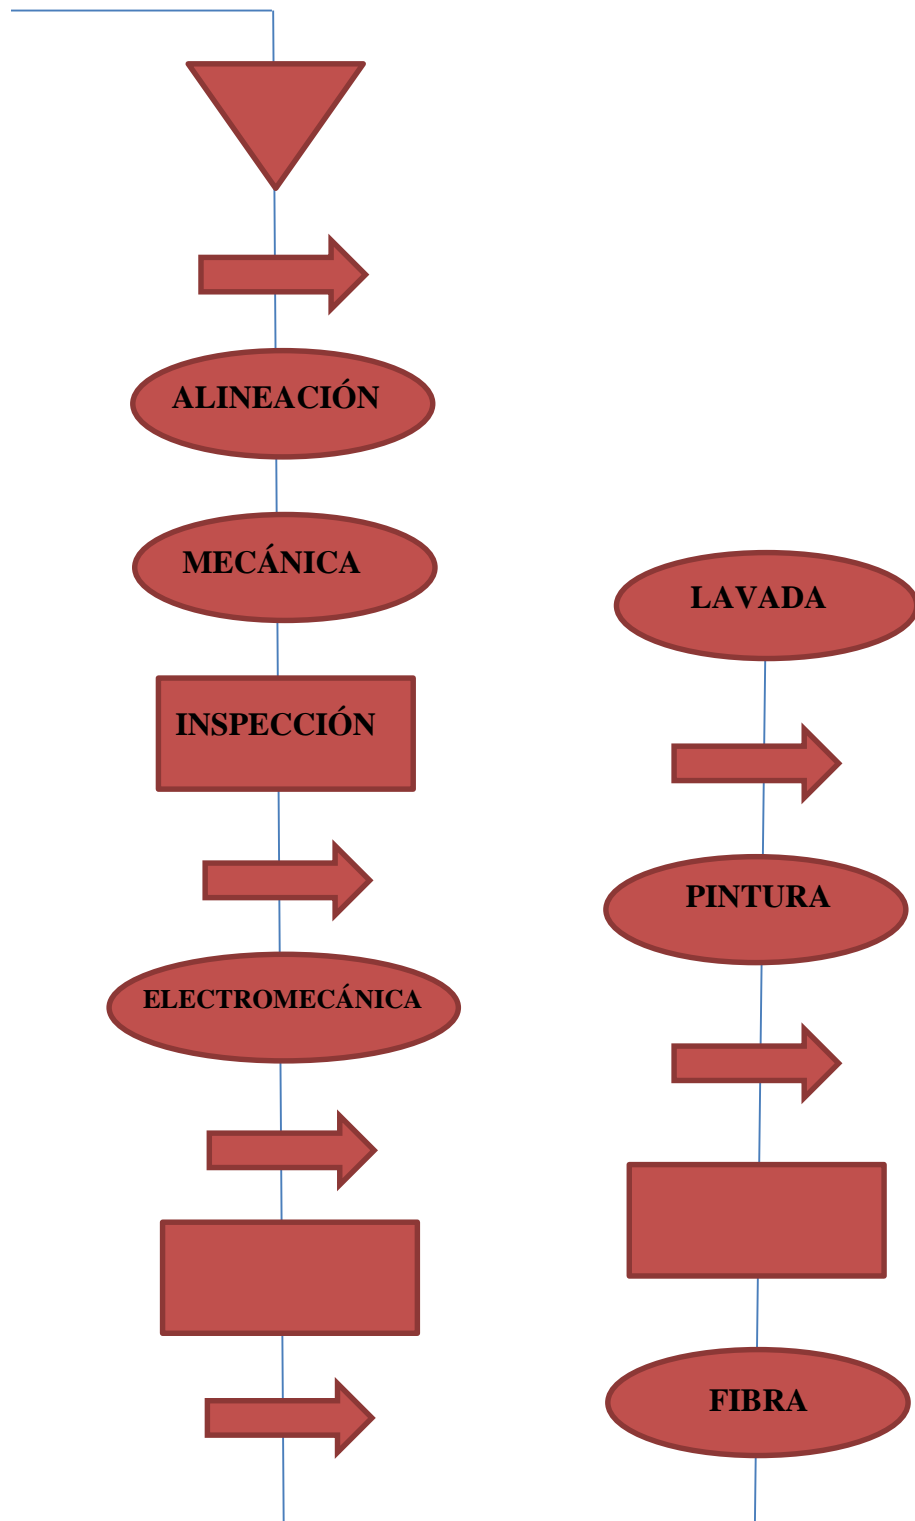 ALINEACIÓN
MECÁNICA
INSPECCIÓN
ELECTROMECÁNICA
LAVADA
PINTURA
FIBRA